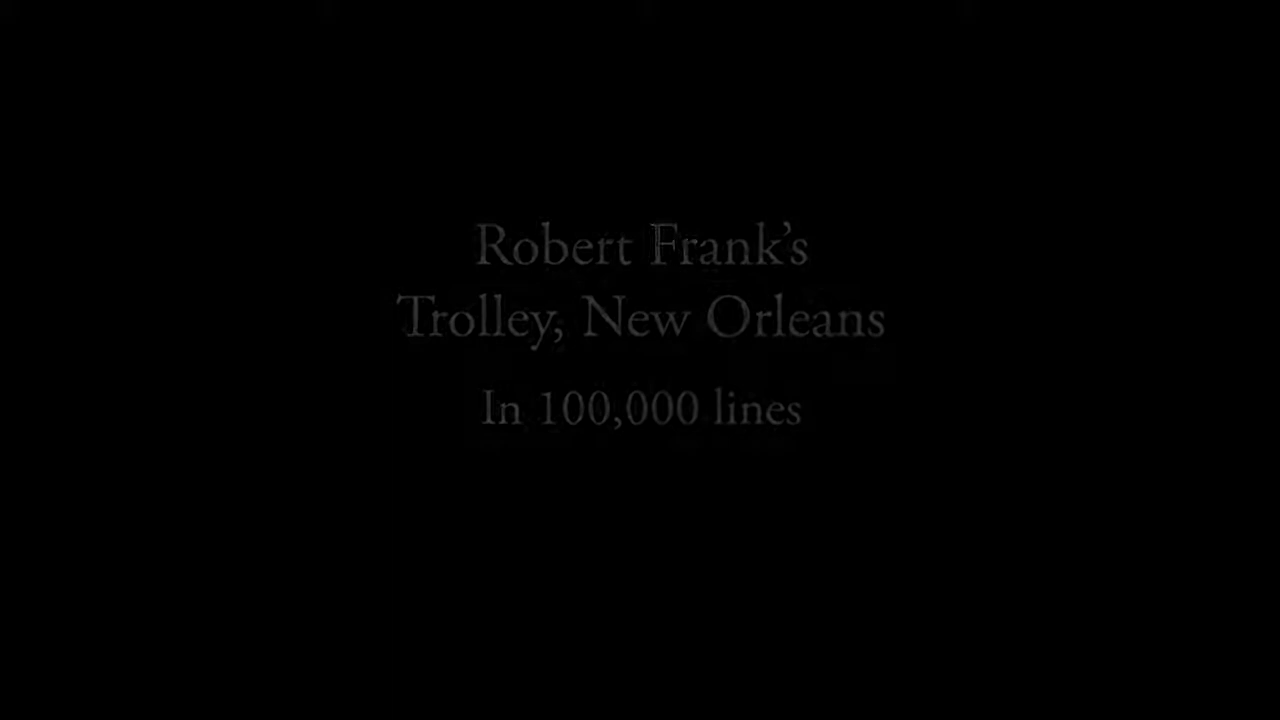 Robert Frank’s
Trolley, New Orleans
In 100,000 lines